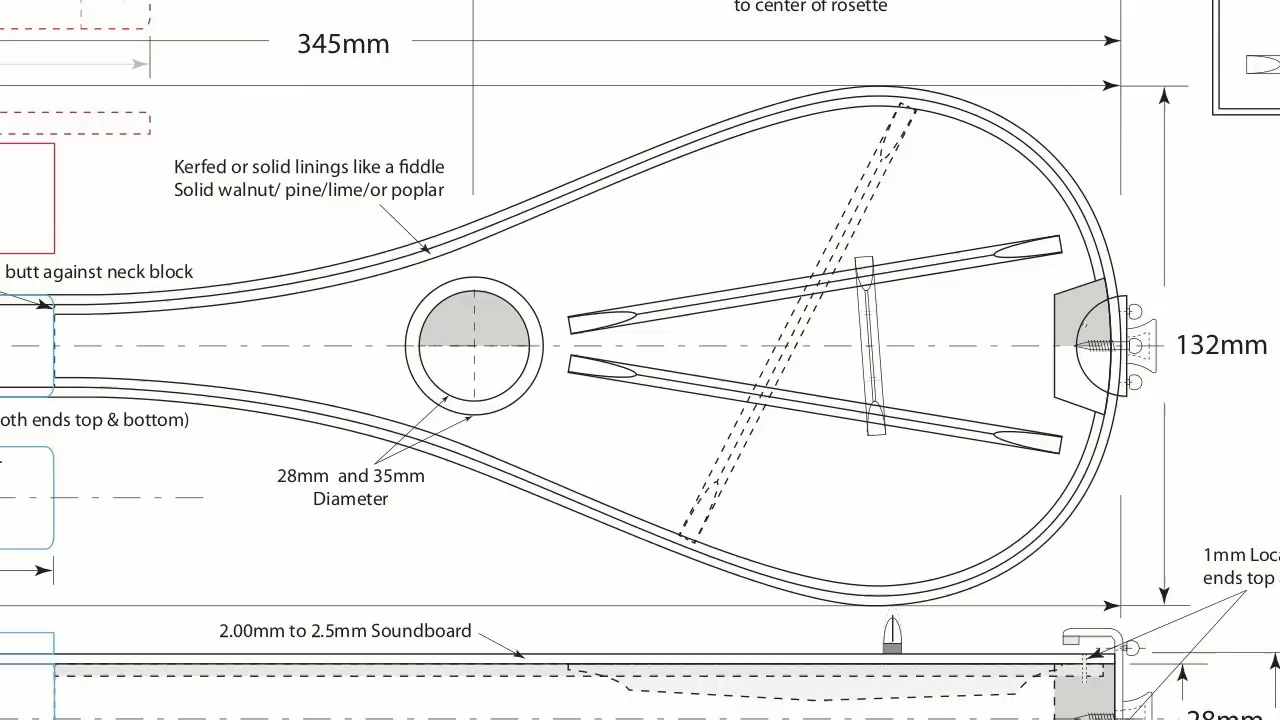 to center of rosette
345mm
Kerfed or solid linings like a fiddle
Solid walnut/ pine/lime/or poplar
butt against neck block
132mm
oth ends top & bottom)
28mm and 35mm
Diameter
1mm Loca
ends top
2.00mm to 2.5mm Soundboard
28mm